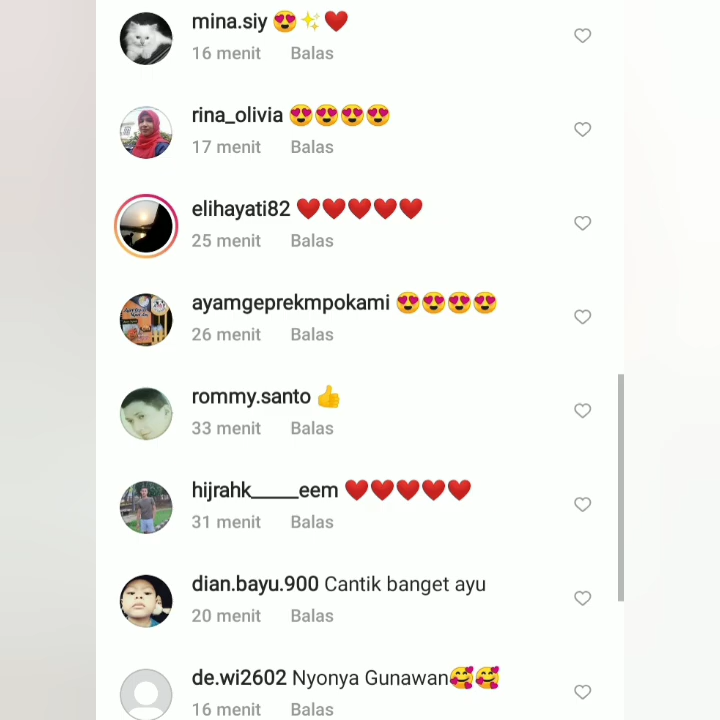 mina.siy 😍✨❤️
16 menit Balas
rina_olivia 😍😍😍😍
17 menit Balas
elihayati82 ❤️❤️❤️❤️❤️
25 menit Balas
ayamgeprekmpokami 😍😍😍😍
26 menit Balas
rommy.santo 👍
33 menit Balas
hijrahk_____eem ❤️❤️❤️❤️❤️
31 menit Balas
dian.bayu.900 Cantik banget ayu
20 menit Balas
de.wi2602 Nyonya Gunawan🥰🥰
16 menit Balas